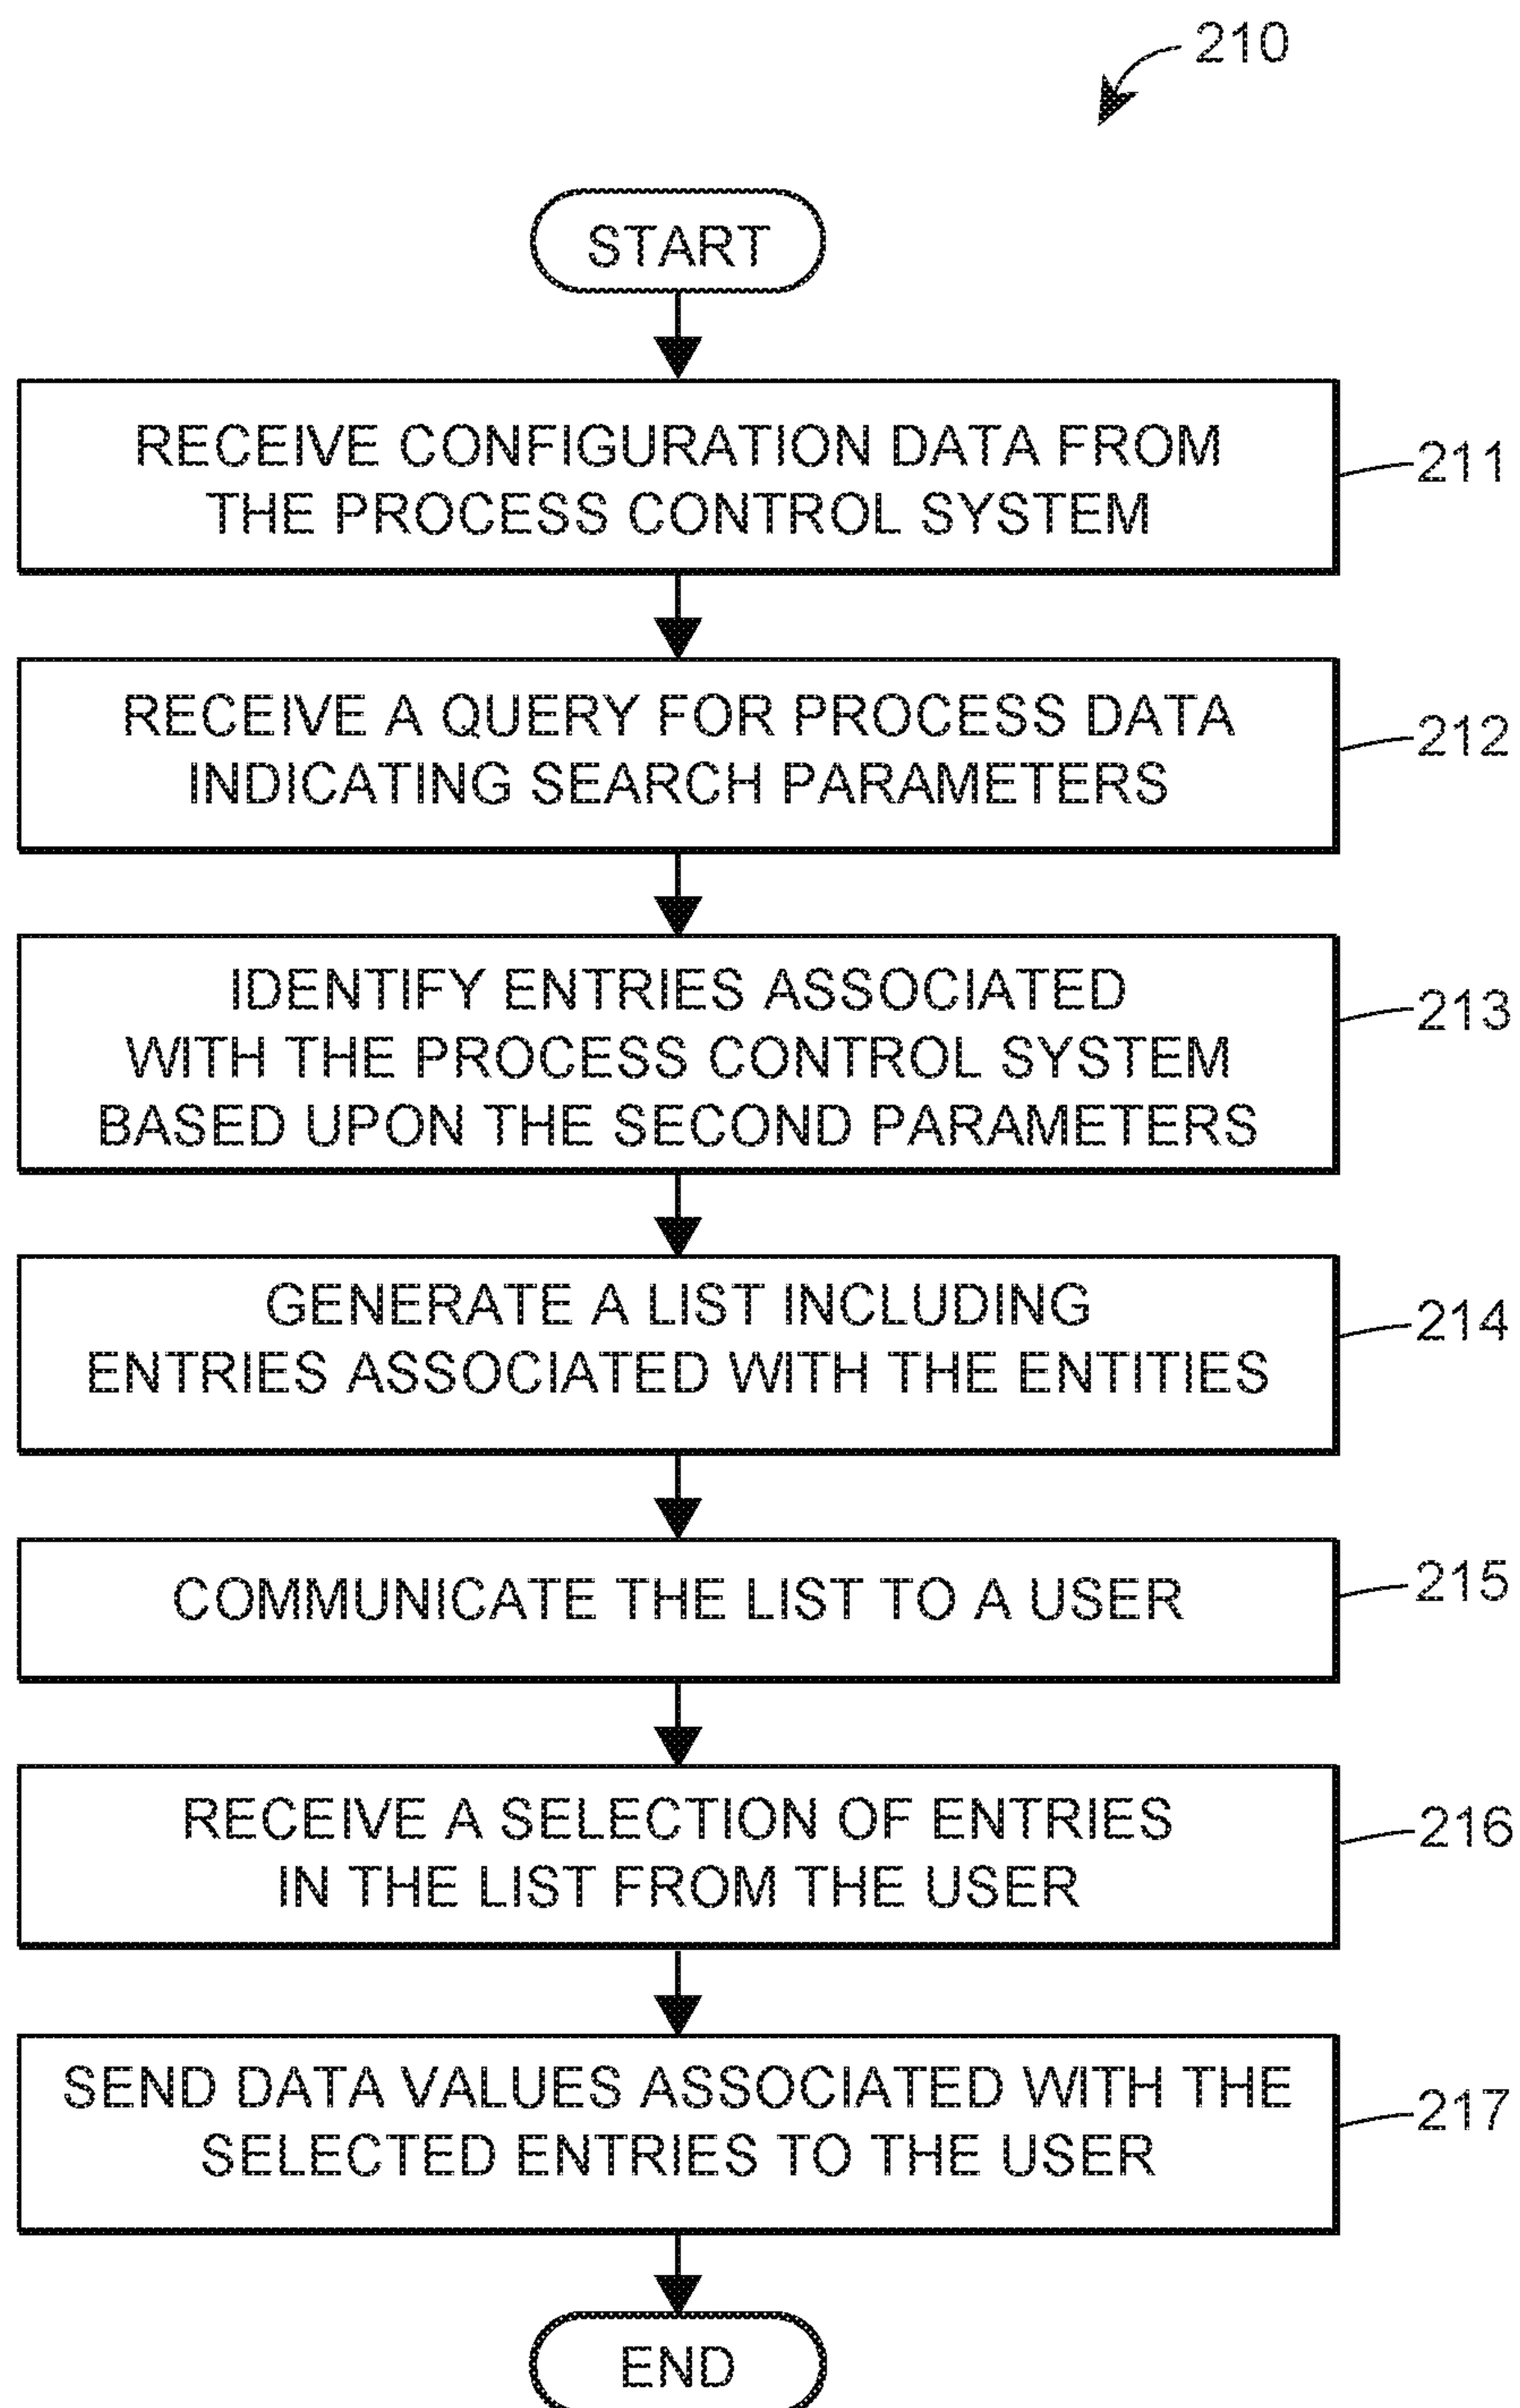 210
START
RECEIVE CONFIGURATION DATA FROM
THE PROCESS CONTROL SYSTEM
211
RECEIVE A QUERY FOR PROCESS DATA
INDICATING SEARCH PARAMETERS
212
IDENTIFY ENTRIES ASSOCIATED
WITH THE PROCESS CONTROL SYSTEM
BASED UPON THE SECOND PARAMETERS
213
GENERATE A LIST INCLUDING
ENTRIES ASSOCIATED WITH THE ENTITIES
214
COMMUNICATE THE LIST TO A USER
215
RECEIVE A SELECTION OF ENTRIES
IN THE LIST FROM THE USER
216
SEND DATA VALUES ASSOCIATED WITH THE
SELECTED ENTRIES TO THE USER
217
END